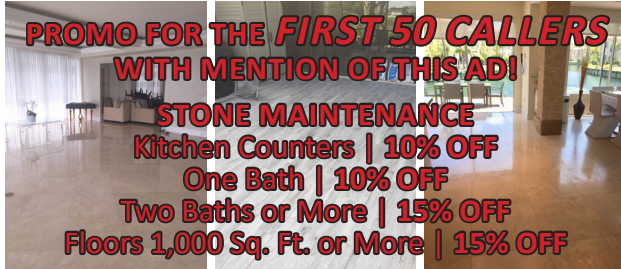 PROMO FOR THE FIRST 50 CALLERS
WITH MENTION OF THIS AD!
STONE MAINTENANCE
Kitchen Counters | 10% OFF
One Bath | 10% OFF
Two Baths or More | 15% OFF
Floors 1,000 Sq. Ft. or More | 15% OFF